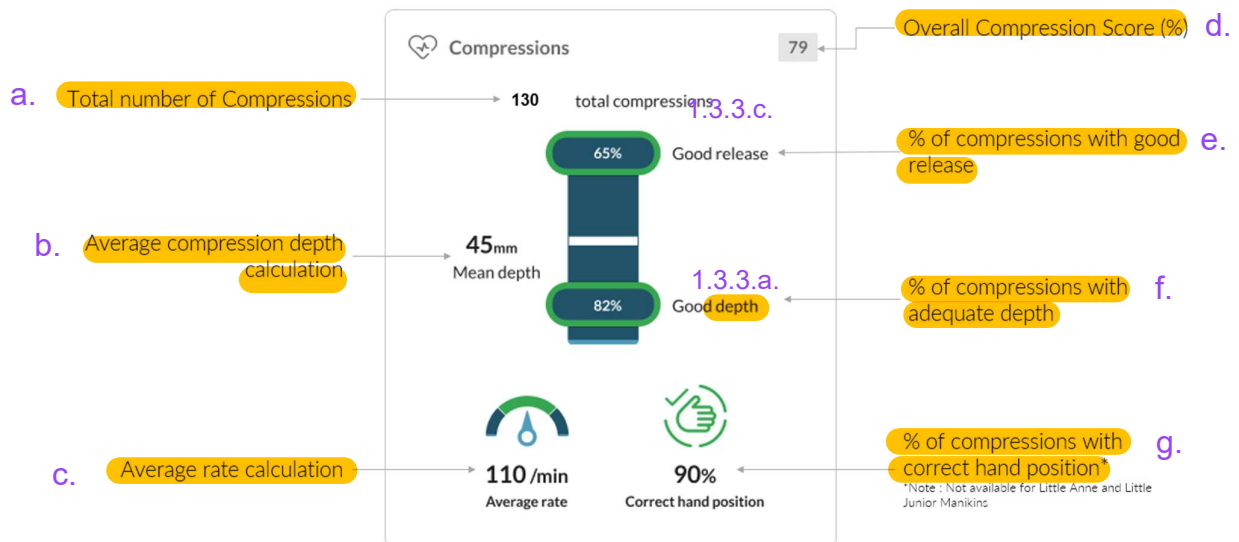 Compressions
79
Overall Compression Score (%)
d.
a.
Total number of Compressions
130 total compressions
1.3.3.c.
65%
Good release
% of compressions with good
release
e.
b.
Average compression depth
calculation
45mm
Mean depth
1.3.3.a.
82%
Good depth
% of compressions with
adequate depth
f.
c.
Average rate calculation
110 /min
Average rate
90%
Correct hand position
% of compressions with
correct hand position*
g.
*Note : Not available for Little Anne and Little
Junior Manikins